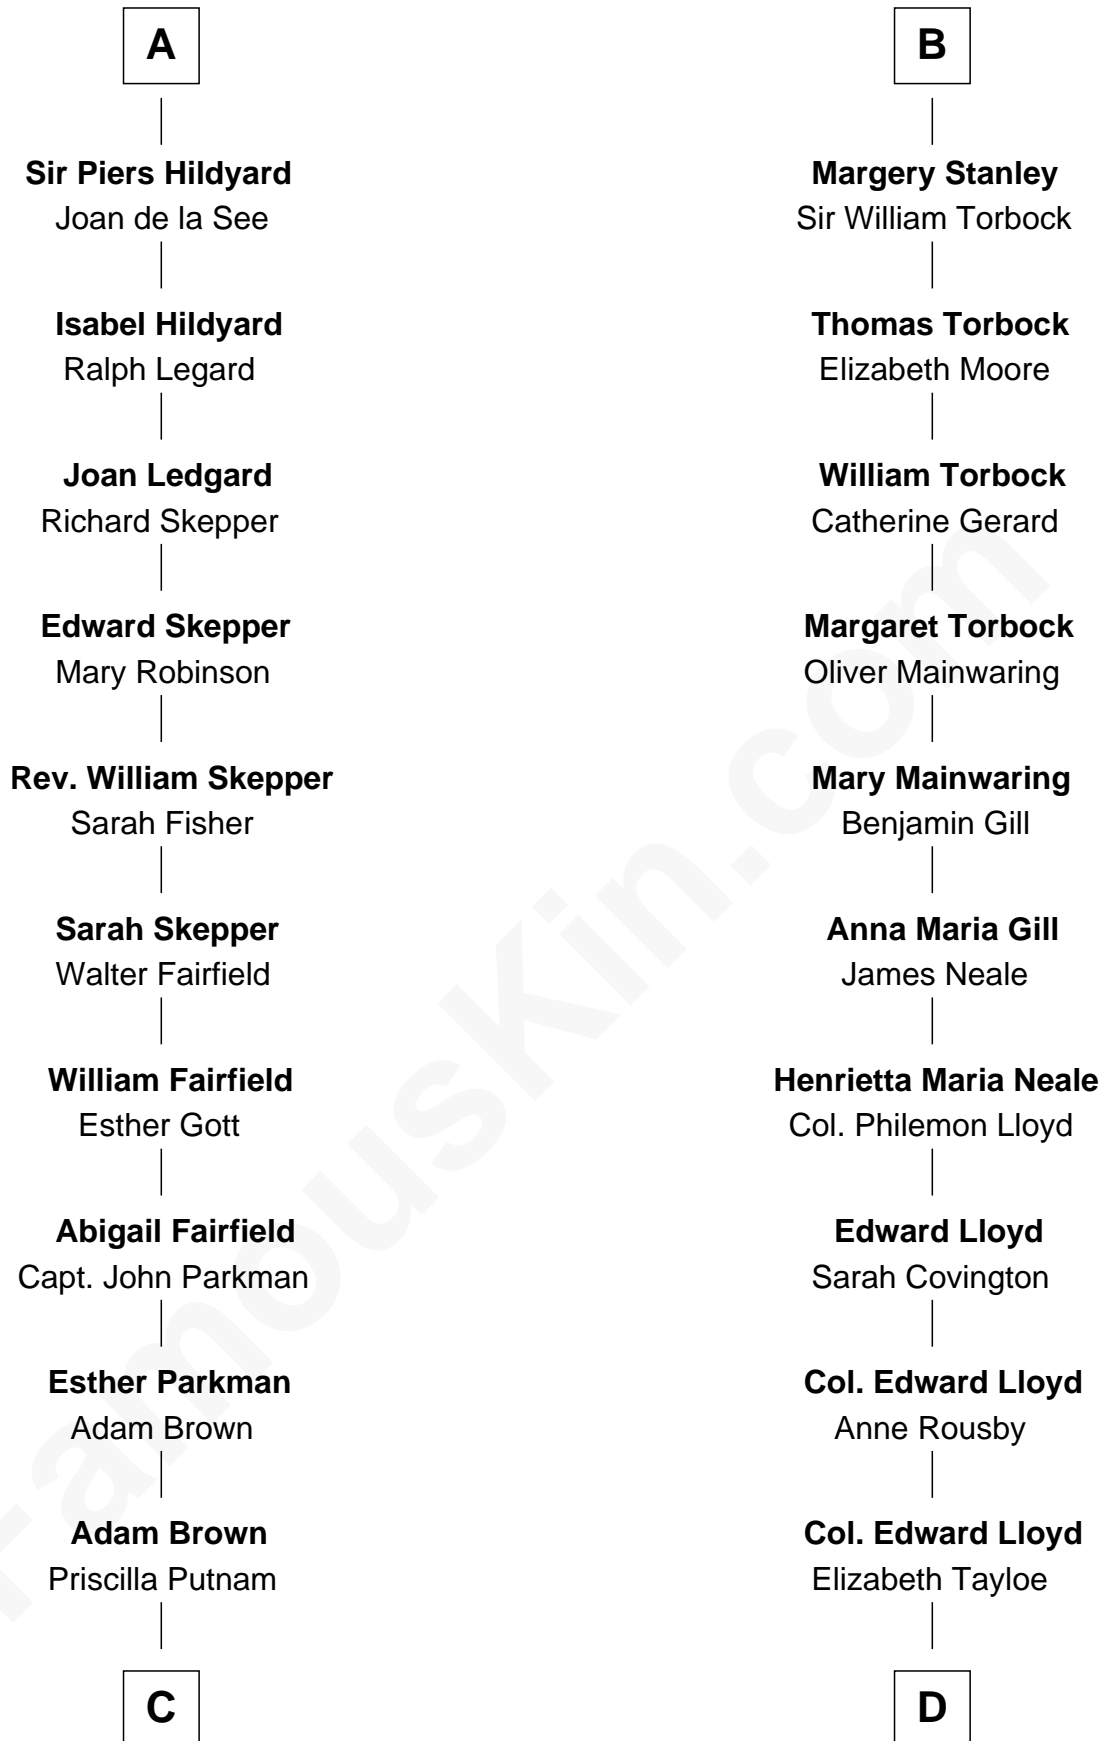 A
Sir Piers Hildyard
Joan de la See
Isabel Hildyard
Ralph Legard
Joan Ledgard
Richard Skepper
Edward Skepper
Mary Robinson
Rev. William Skepper
Sarah Fisher
Sarah Skepper
Walter Fairfield
William Fairfield
Esther Gott
Abigail Fairfield
Capt. John Parkman
Esther Parkman
Adam Brown
Adam Brown
Priscilla Putnam
C
B
Margery Stanley
Sir William Torbock
Thomas Torbock
Elizabeth Moore
William Torbock
Catherine Gerard
Margaret Torbock
Oliver Mainwaring
Mary Mainwaring
Benjamin Gill
Anna Maria Gill
James Neale
Henrietta Maria Neale
Col. Philemon Lloyd
Edward Lloyd
Sarah Covington
Col. Edward Lloyd
Anne Rousby
Col. Edward Lloyd
Elizabeth Tayloe
D
FamousKin.com